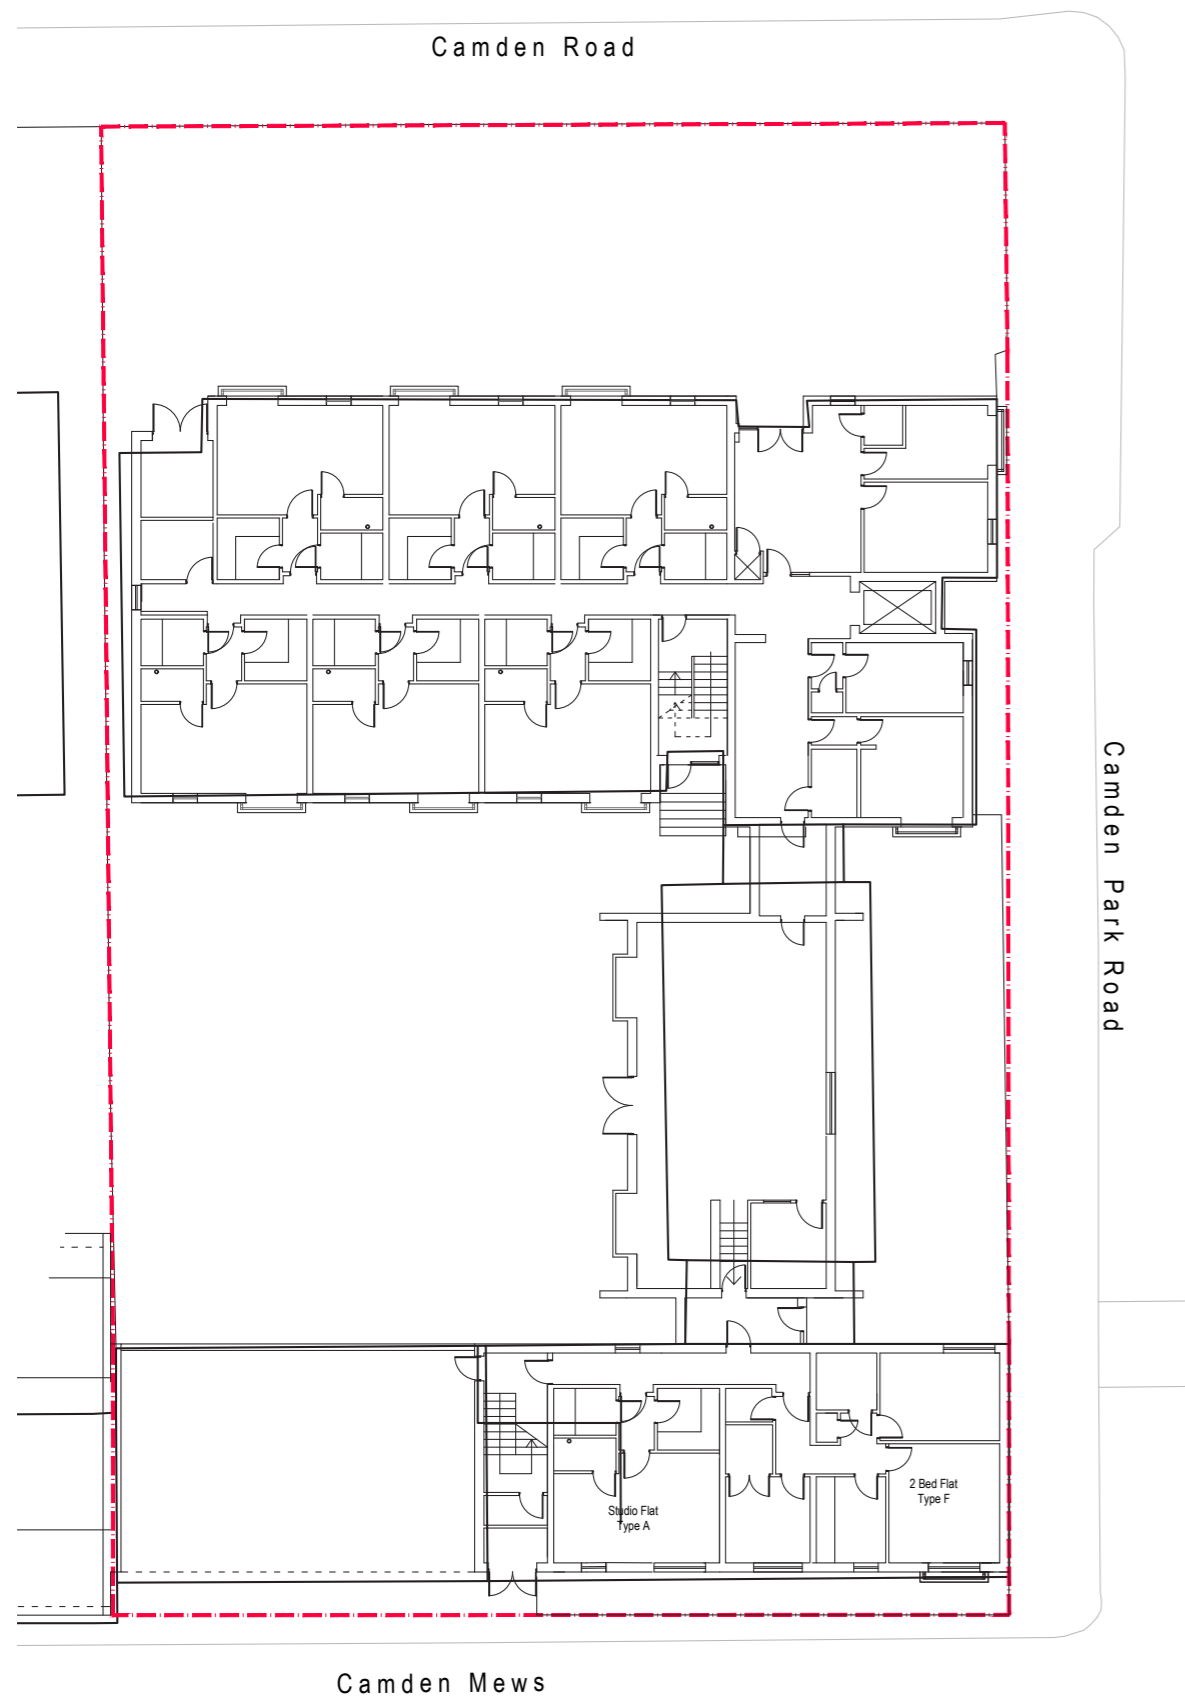 Camden Road
Camden Park Road
2 Bed Flat
Type F
Studio Flat
Type A
Camden Mews